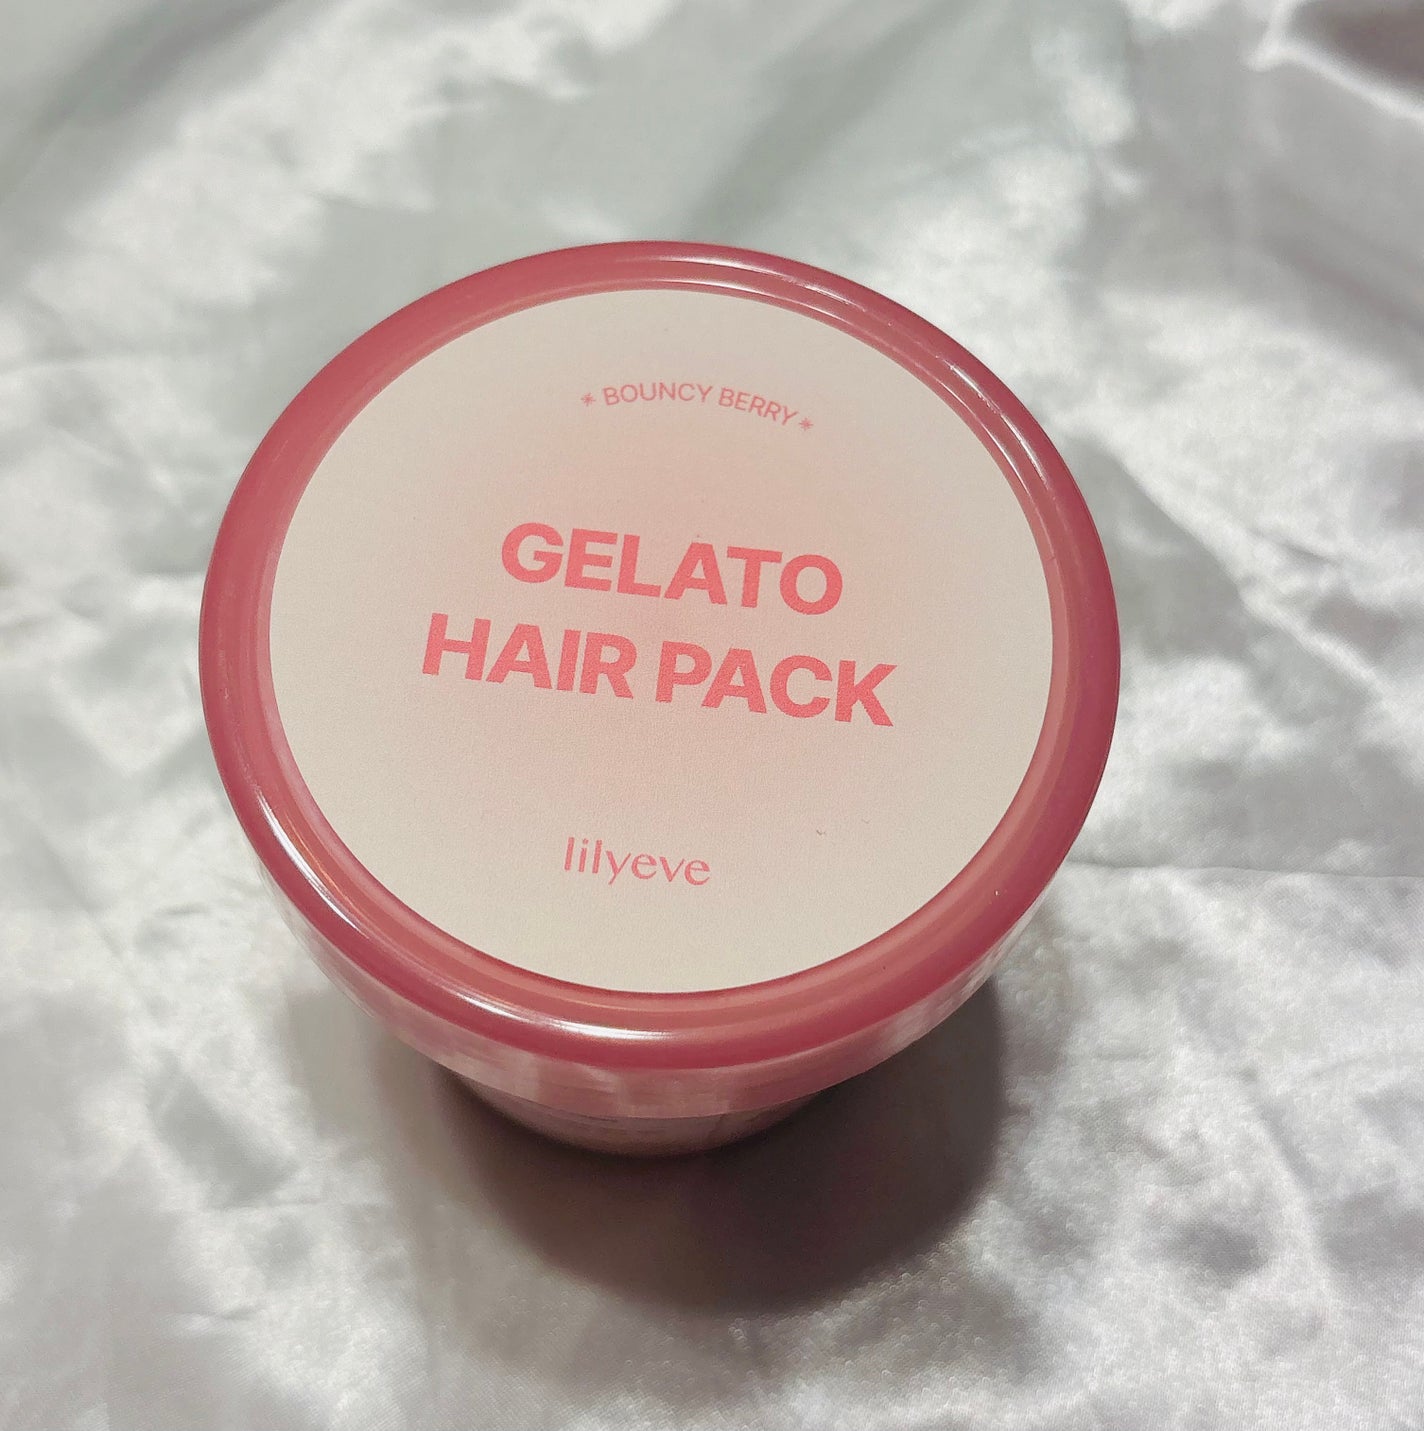 * BOUNCY BERRY *
GELATO
HAIR PACK
lilyeve